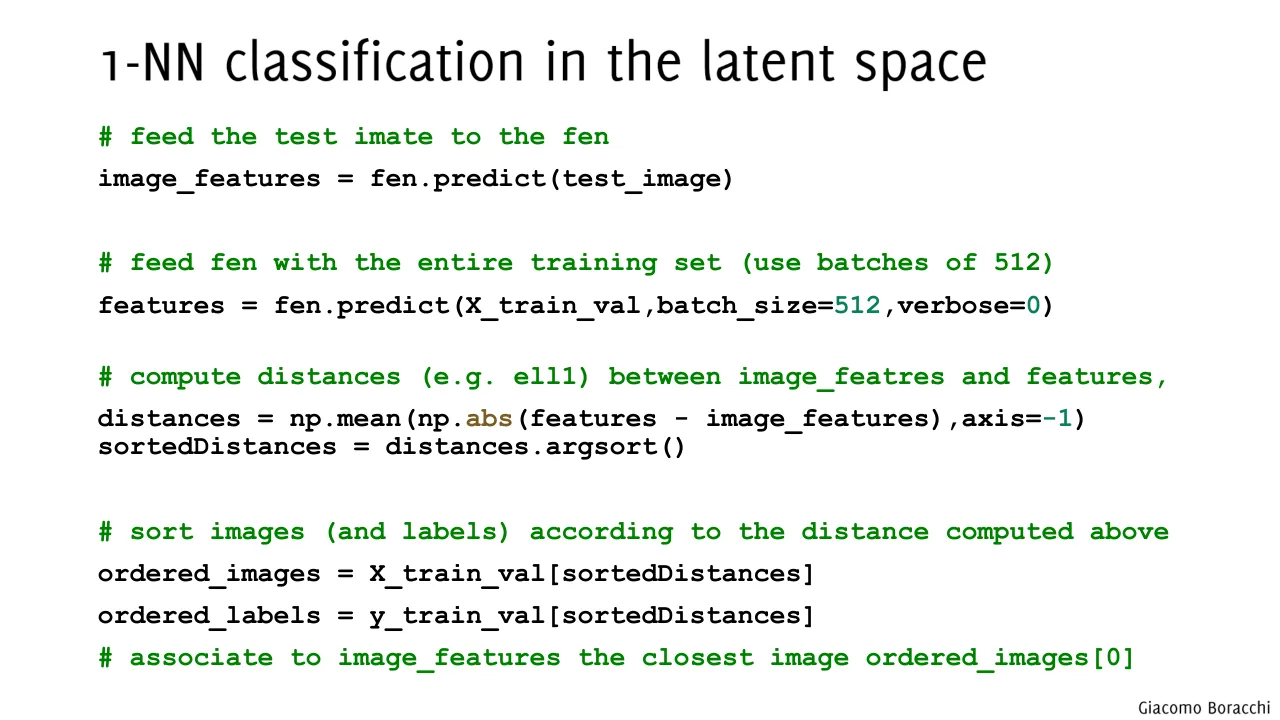 1-NN classification in the latent space
# feed the test imate to the fen
image_features = fen.predict(test_image)
# feed fen with the entire training set (use batches of 512)
features = fen.predict(X_train_val,batch_size=512,verbose=0)
# compute distances (e.g. ell1) between image_featres and features,
distances = np.mean(np.abs(features - image_features),axis=-1)
sortedDistances = distances.argsort()
# sort images (and labels) according to the distance computed above
ordered_images = X_train_val[sortedDistances]
ordered_labels = y_train_val[sortedDistances]
# associate to image_features the closest image ordered_images[0]
Giacomo Boracchi